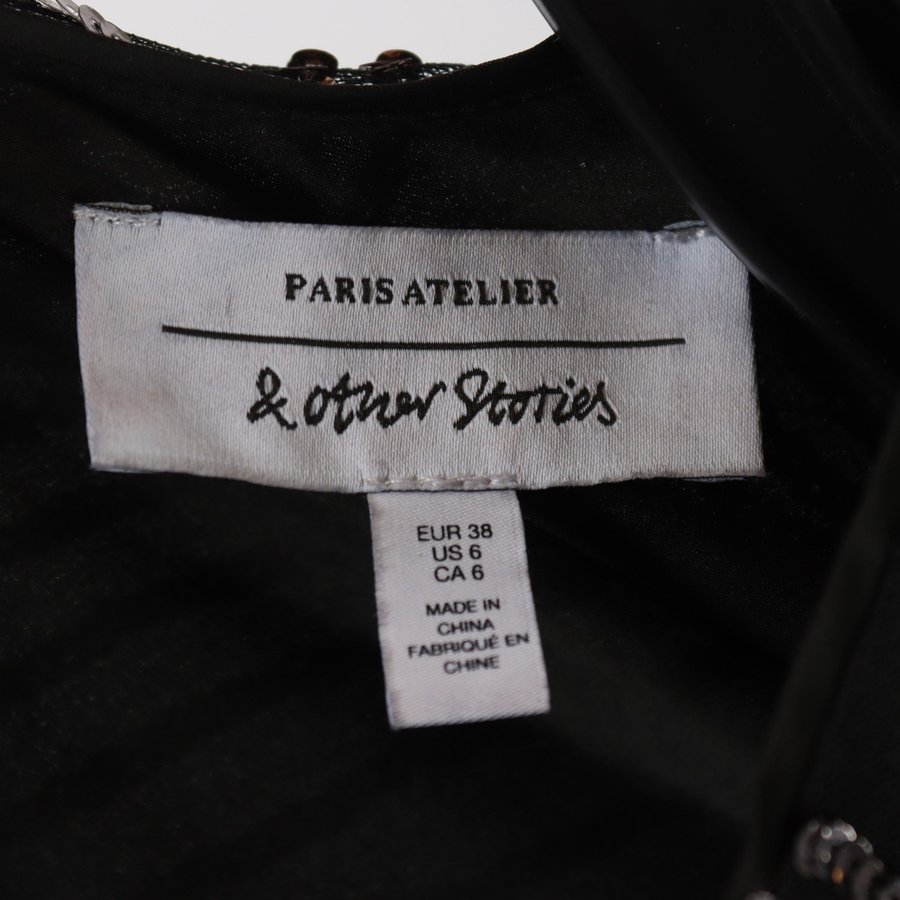 PARIS ATELIER
& other Stories
EUR 38
US 6
CA 6
MADE IN
CHINA
FABRIQUÉ EN
CHINE